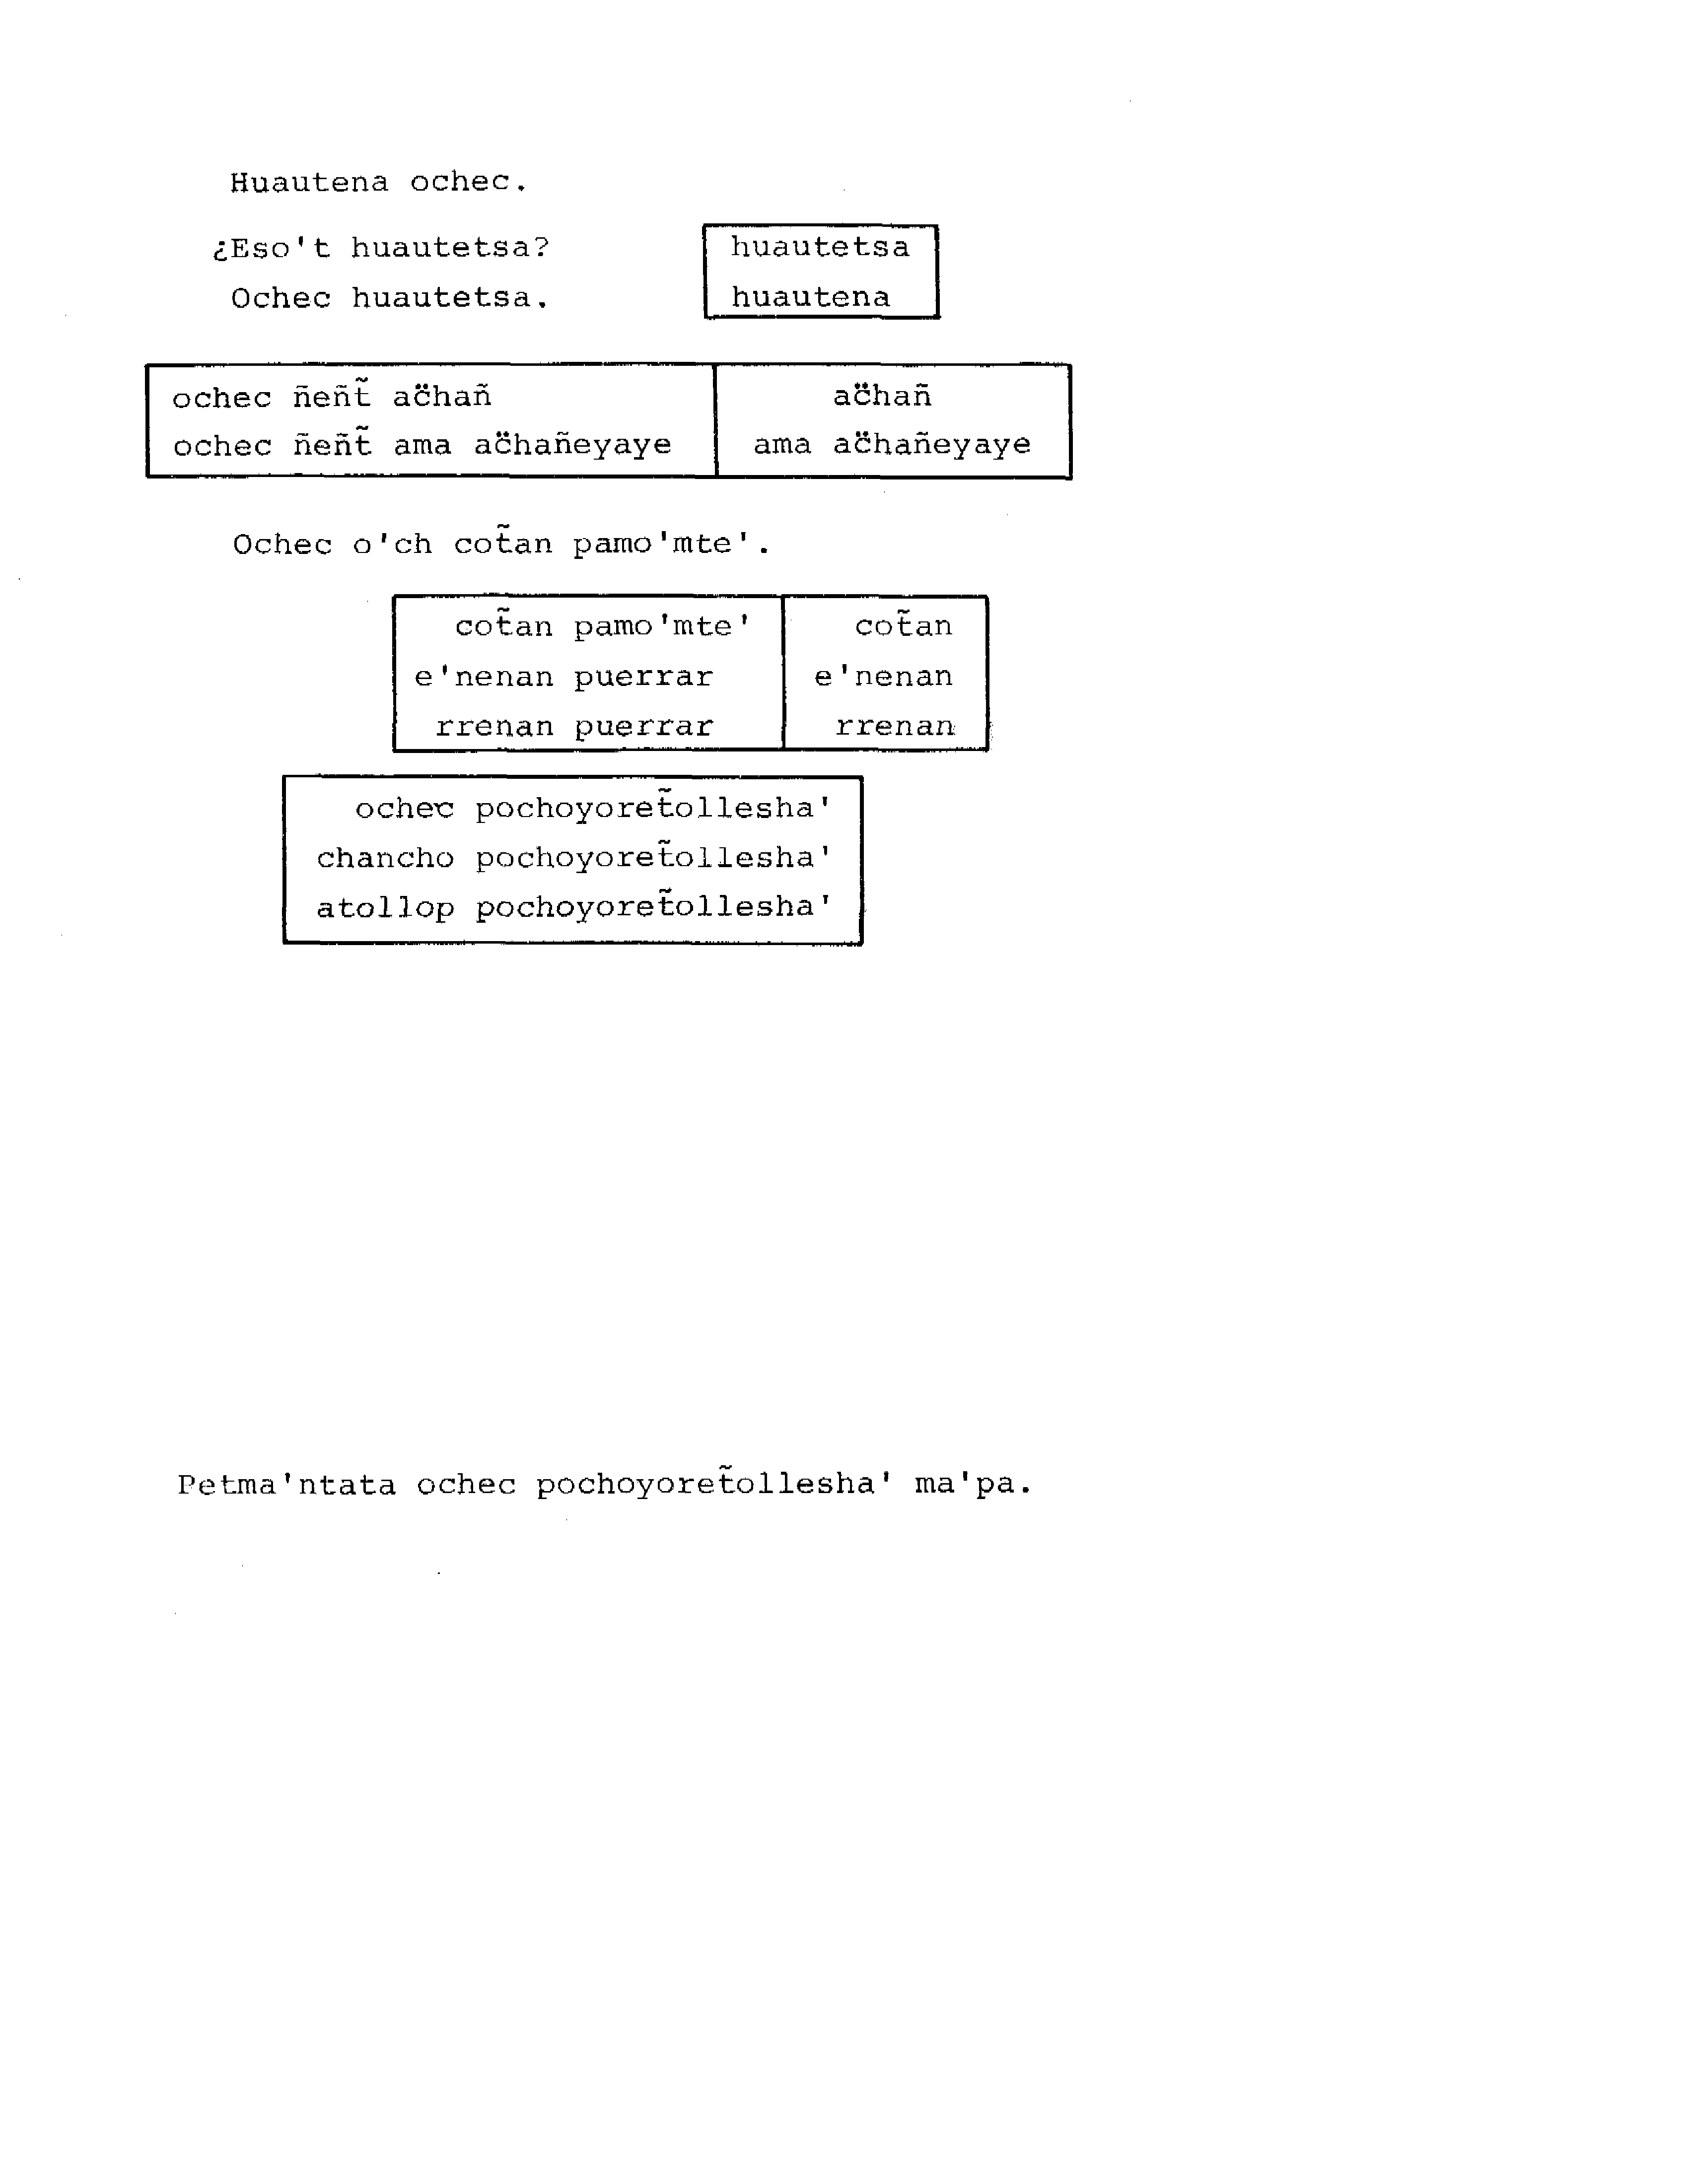 Huautena ochec.
¿Eso't huautetsa?
Ochec huautetsa.
huautetsa
huautena
ochec ñeñt̃ ac̈hañ
ochec ñeñt̃ ama ac̈hañeyaye
ac̈hañ
ama ac̈hañeyaye
Ochec o'ch cot̃an pamo'mte'.
cot̃an pamo'mte'
e'nenan puerrar
rrenan puerrar
cot̃an
e'nenan
rrenan
ochec pochoyoret̃ollesha'
chancho pochoyoret̃ollesha'
atollop pochoyoret̃ollesha'
Petma'ntata ochec pochoyoret̃ollesha' ma'pa.